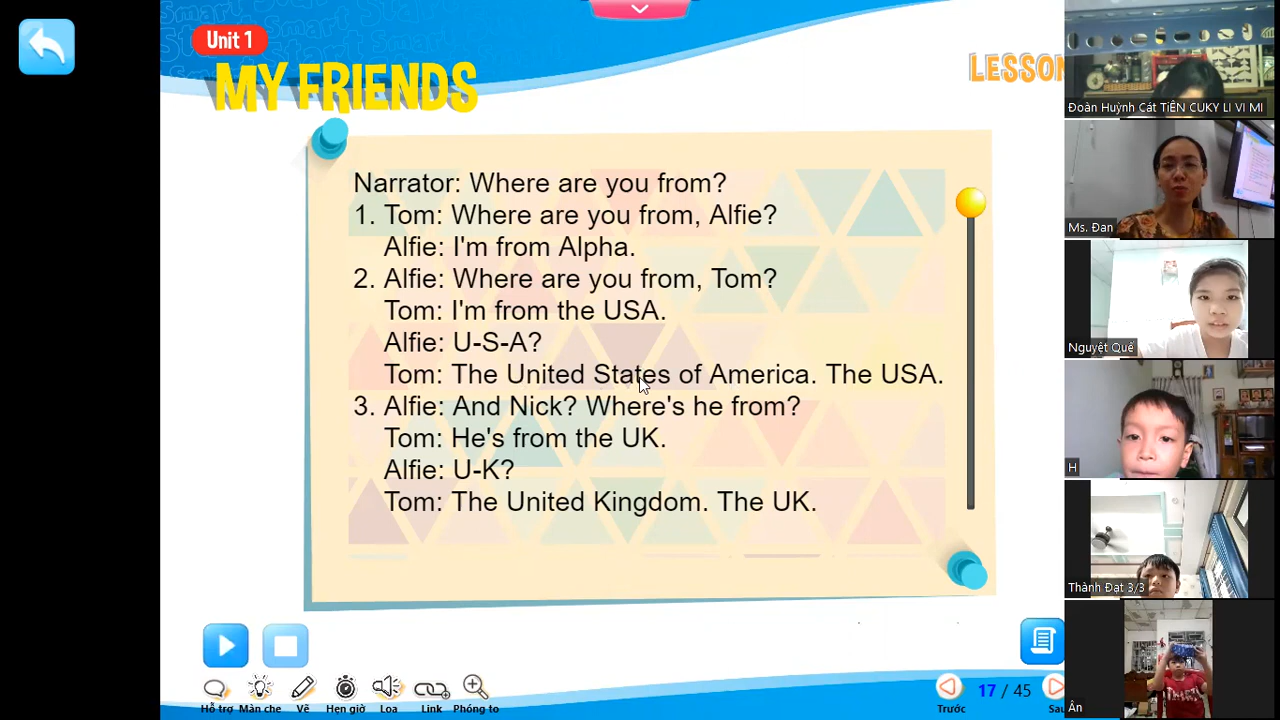 Unit 1
MY FRIENDS
LESSON
Narrator: Where are you from?
1. Tom: Where are you from, Alfie?
Alfie: I'm from Alpha.
2. Alfie: Where are you from, Tom?
Tom: I'm from the USA.
Alfie: U-S-A?
Tom: The United States of America. The USA.
3. Alfie: And Nick? Where's he from?
Tom: He's from the UK.
Alfie: U-K?
Tom: The United Kingdom. The UK.
Hỗ trợ Màn che Vẽ Hẹn giờ Loa Link Phóng to
Trước 17 / 45 Sau
Đoàn Huỳnh Cát TiÊN CUKY LI VI MI
Ms. Đan
Nguyệt Quế
H
Thành Đạt 3/3
Ân